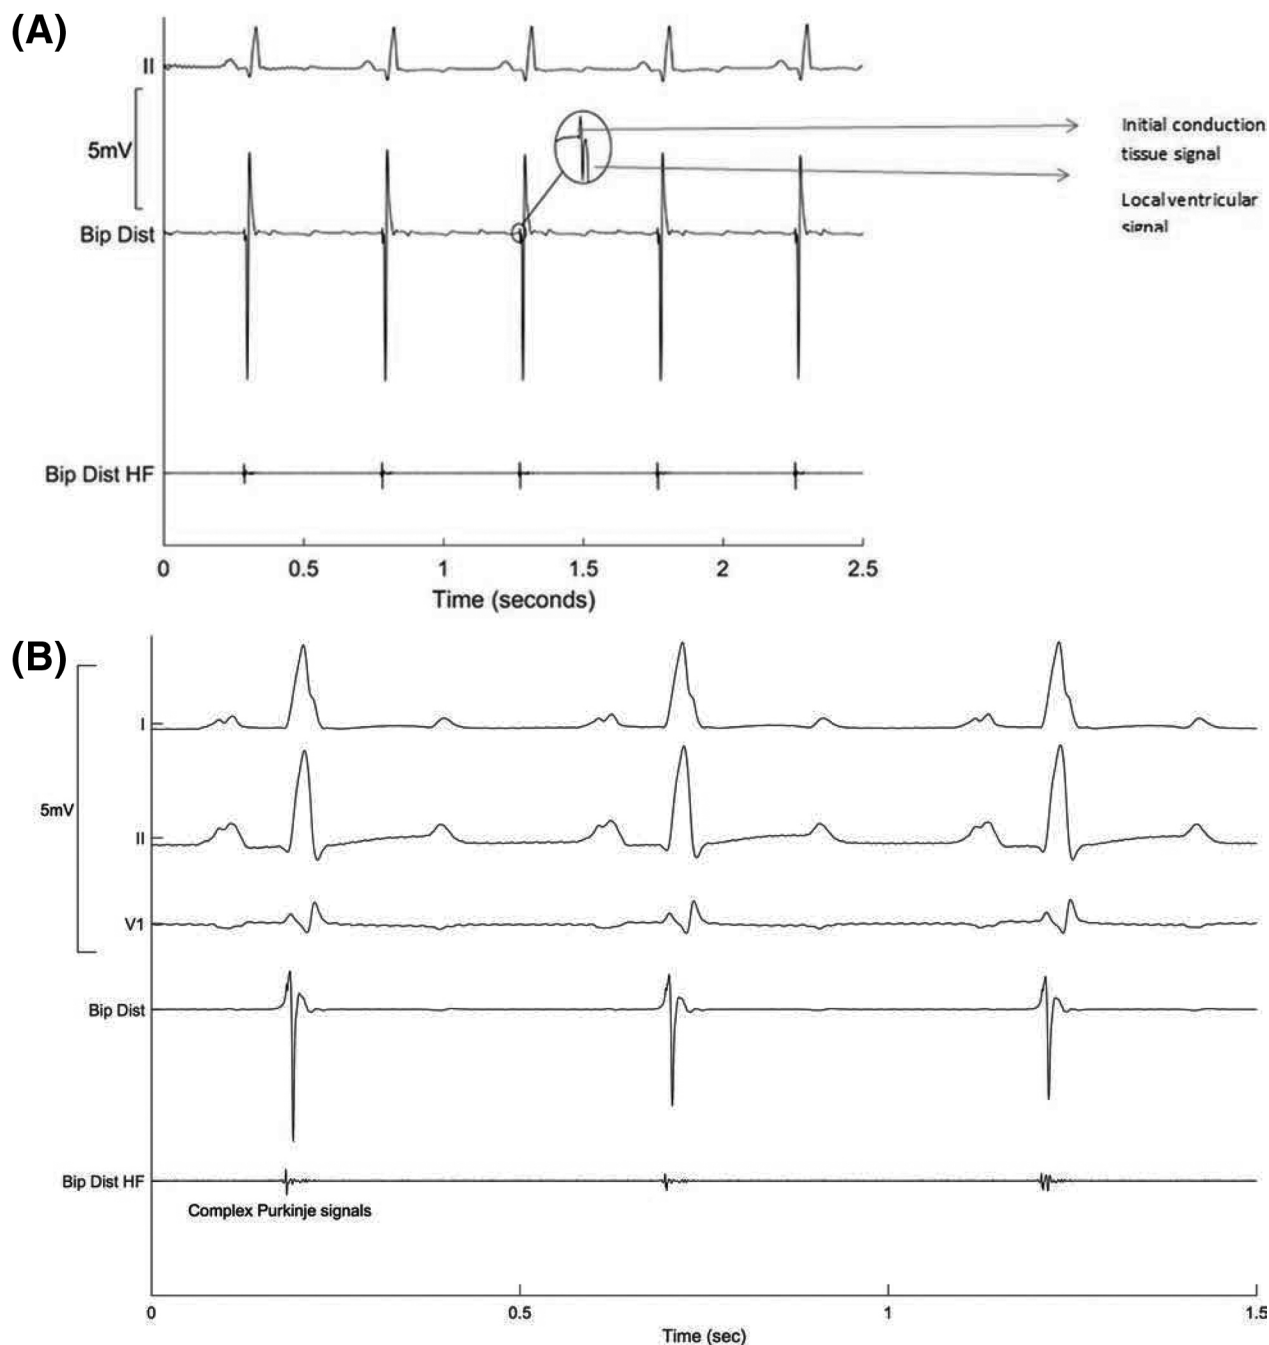 (A)
II
5mV
Initial conduction
tissue signal
Local ventricular
signal
Bip Dist
Bip Dist HF
0 0.5 1 1.5 2 2.5
Time (seconds)
(B)
I
5mV
II
V1
Bip Dist
Bip Dist HF
Complex Purkinje signals
0 0.5 1 1.5
Time (sec)